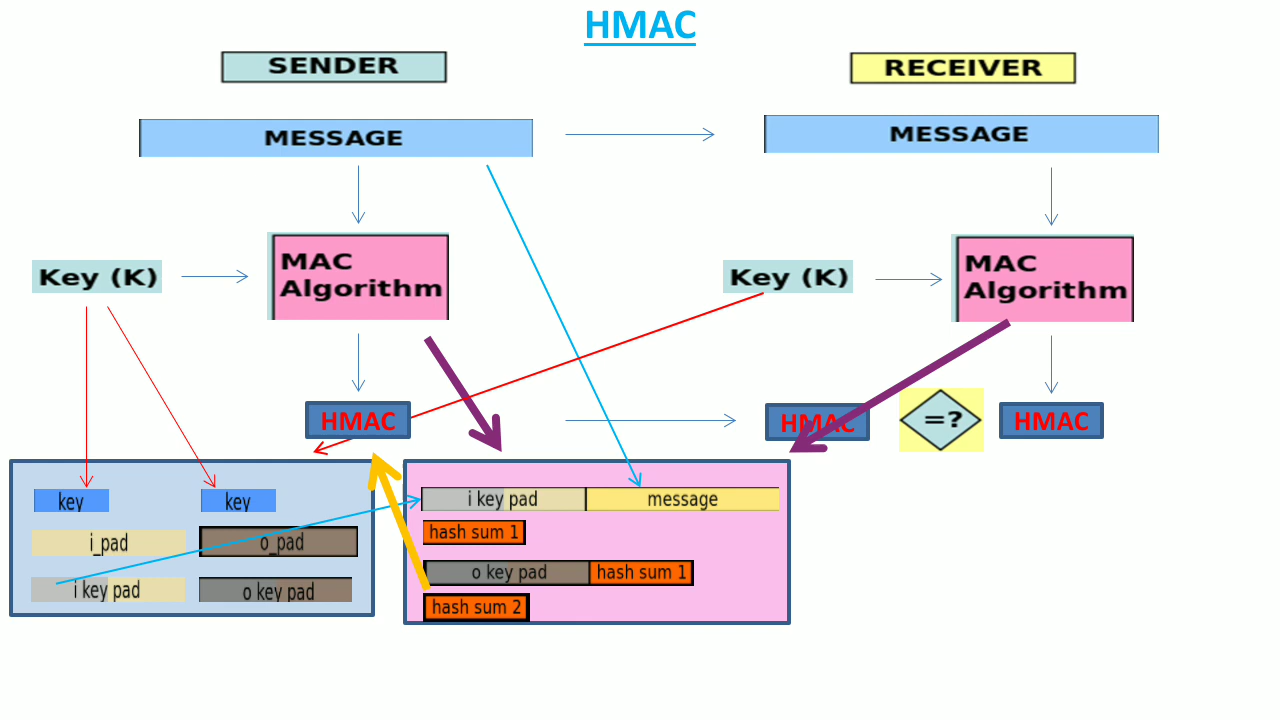 HMAC
SENDER
RECEIVER
MESSAGE
MESSAGE
Key (K)
MAC
Algorithm
Key (K)
MAC
Algorithm
HMAC
HMAC
=?
HMAC
key
key
i_pad
o_pad
i key pad
o key pad
i key pad
message
hash sum 1
o key pad
hash sum 1
hash sum 2